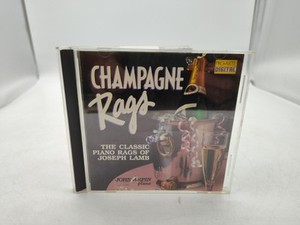 CHAMPAGNE
Rags
THE CLASSIC
PIANO RAGS OF
JOSEPH LAMB
DIGITAL